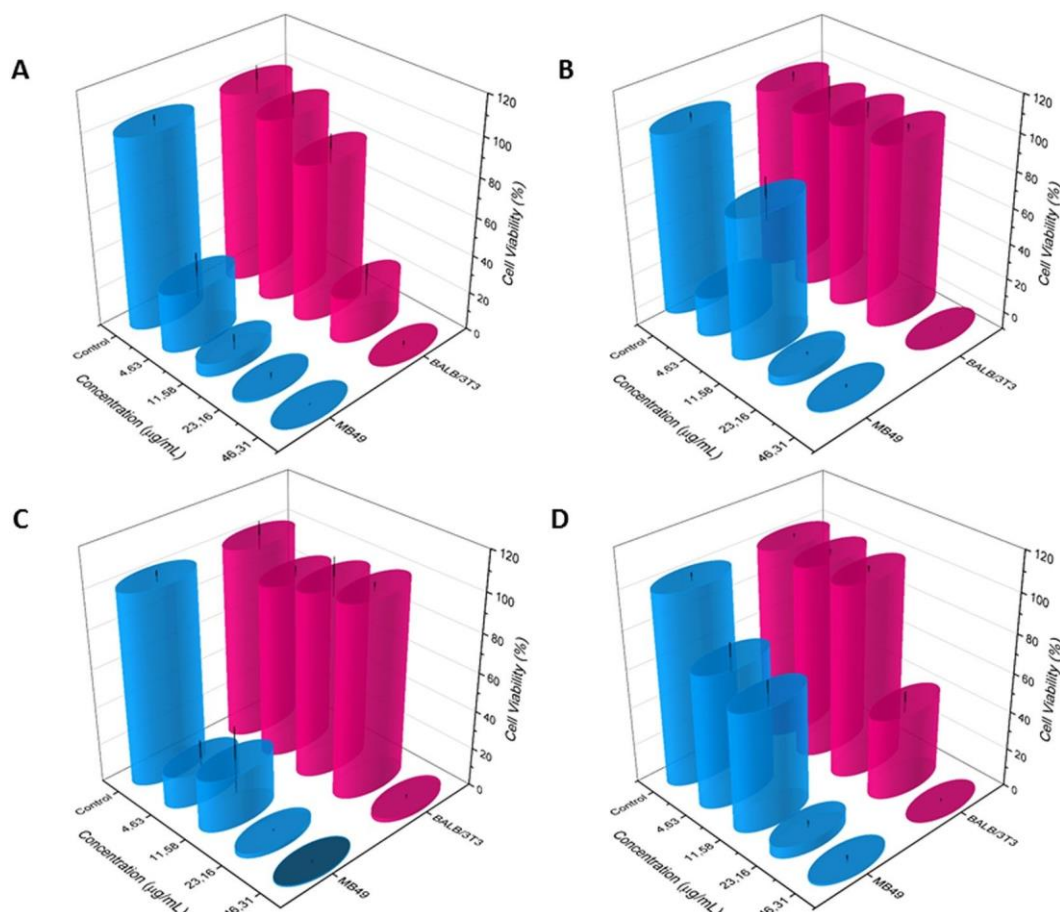 A
120
100
80
60
40
20
0
Cell Viability (%)
Control
4,63
11,58
23,16
46,31
Concentration (µg/mL)
MB49
BALB/3T3
B
120
100
80
60
40
20
0
Cell Viability (%)
Control
4,63
11,58
23,16
46,31
Concentration (µg/mL)
MB49
BALB/3T3
C
120
100
80
60
40
20
0
Cell Viability (%)
Control
4,63
11,58
23,16
46,31
Concentration (µg/mL)
MB49
BALB/3T3
D
120
100
80
60
40
20
0
Cell Viability (%)
Control
4,63
11,58
23,16
46,31
Concentration (µg/mL)
MB49
BALB/3T3